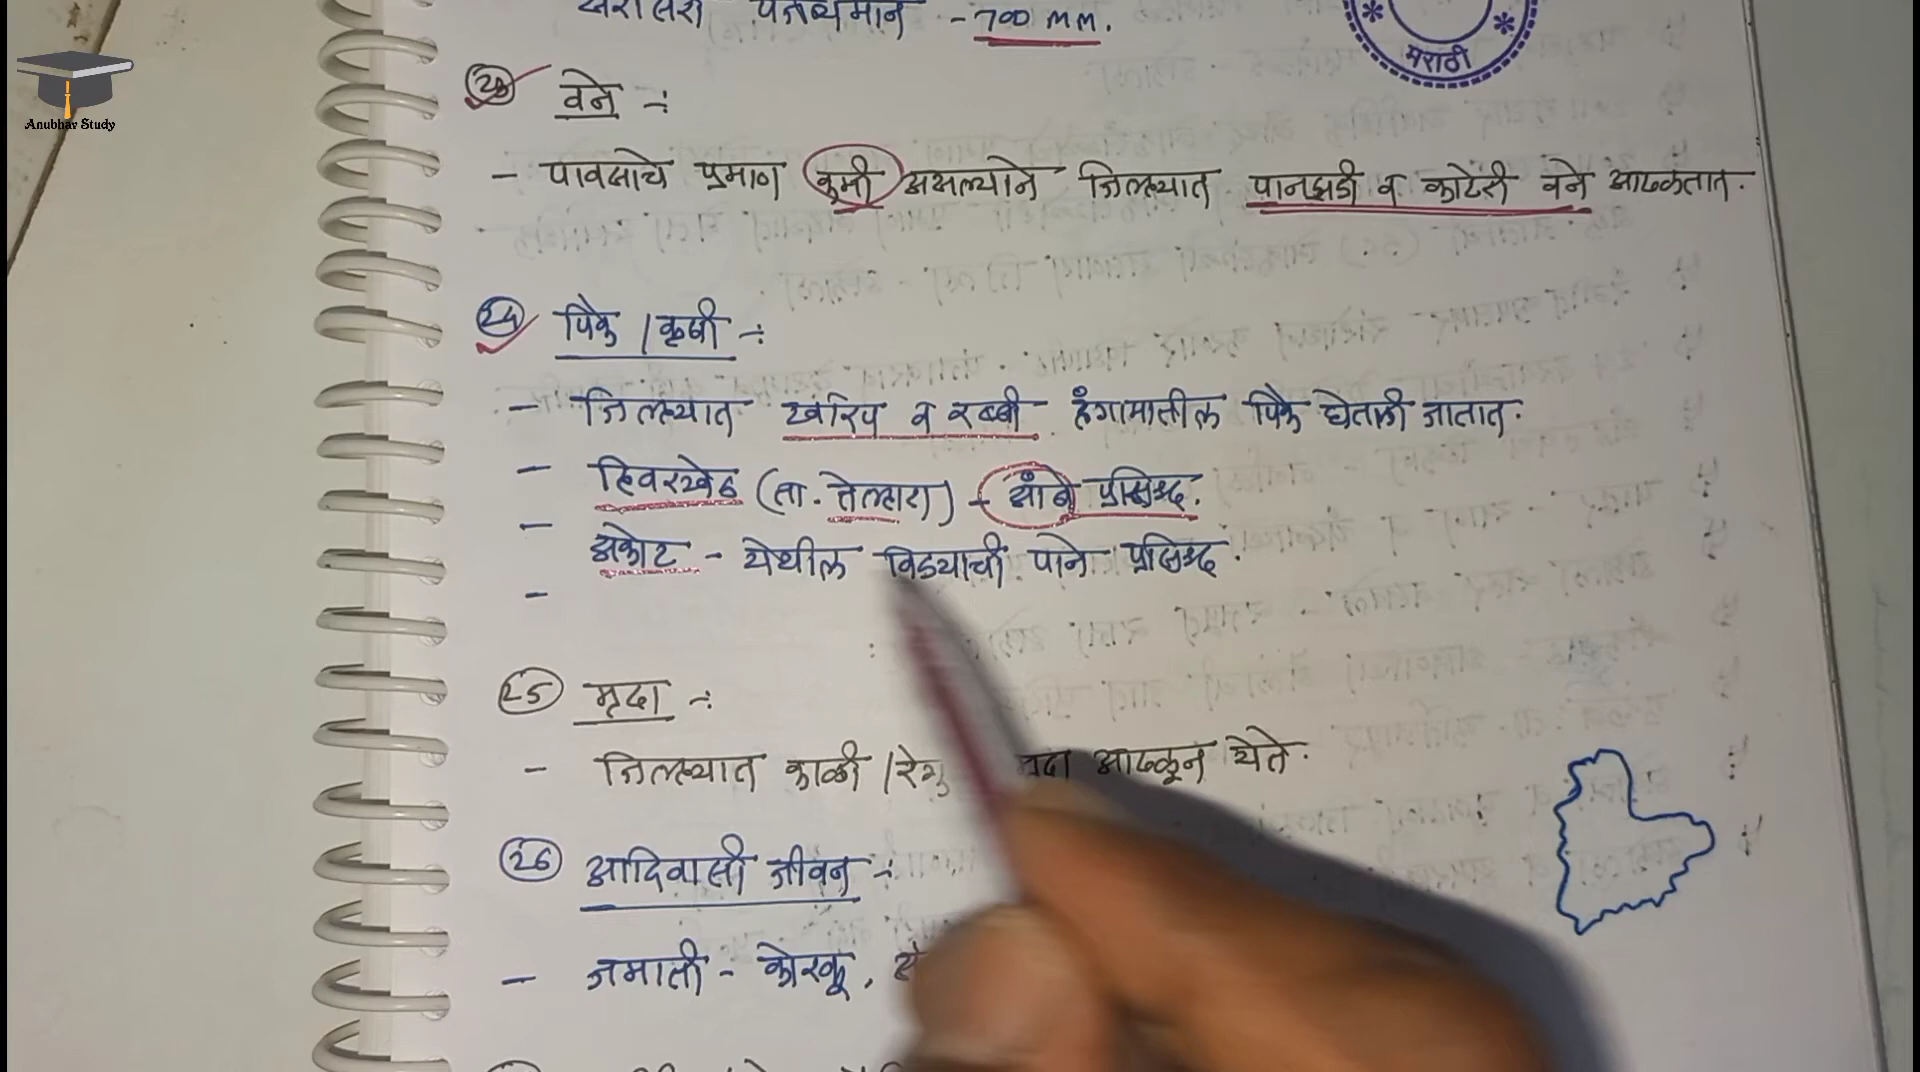 सरासरी पर्जन्यमान - 700 mm.
मराठी
Anubhav Study
23 वने :-
- पावसाचे प्रमाण कमी असल्याने जिल्ह्यात पानझडी व काटेरी वने आढळतात.
24 पिके / कृषी :-
- जिल्ह्यात खरिप व रब्बी हंगामातील पिके घेतली जातात.
- हिवरखेड (ता. तेल्हारा) - आंबे प्रसिध्द.
- अकोट - येथील विड्याची पाने प्रसिध्द.
-
25 मृदा :-
- जिल्ह्यात काळी / मृदा आढळून येते.
26 आदिवासी जीवन :-
- जमाती - कोरकू,